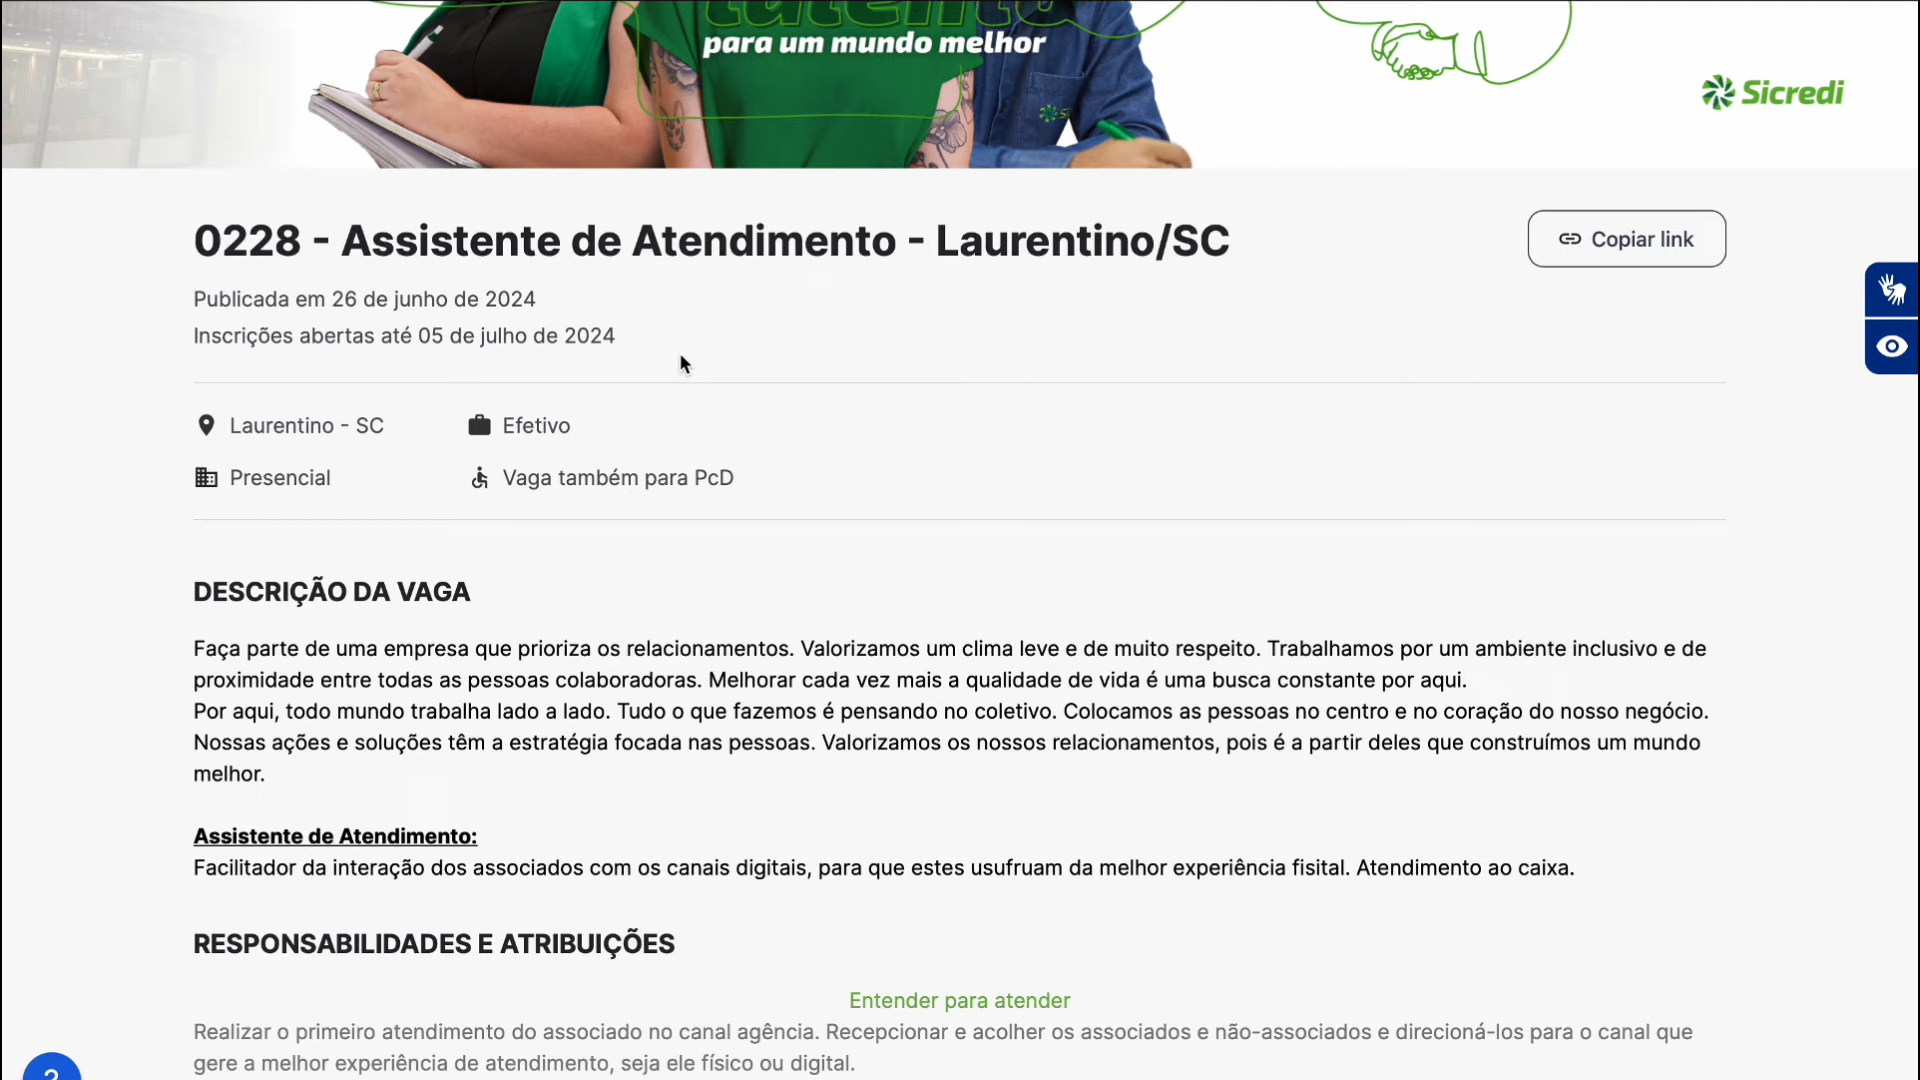 talento
para um mundo melhor
Sicredi
0228 - Assistente de Atendimento - Laurentino/SC
Copiar link
Publicada em 26 de junho de 2024
Inscrições abertas até 05 de julho de 2024
Laurentino - SC
Efetivo
Presencial
Vaga também para PcD
DESCRIÇÃO DA VAGA
Faça parte de uma empresa que prioriza os relacionamentos. Valorizamos um clima leve e de muito respeito. Trabalhamos por um ambiente inclusivo e de
proximidade entre todas as pessoas colaboradoras. Melhorar cada vez mais a qualidade de vida é uma busca constante por aqui.
Por aqui, todo mundo trabalha lado a lado. Tudo o que fazemos é pensando no coletivo. Colocamos as pessoas no centro e no coração do nosso negócio.
Nossas ações e soluções têm a estratégia focada nas pessoas. Valorizamos os nossos relacionamentos, pois é a partir deles que construímos um mundo
melhor.
Assistente de Atendimento:
Facilitador da interação dos associados com os canais digitais, para que estes usufruam da melhor experiência fisital. Atendimento ao caixa.
RESPONSABILIDADES E ATRIBUIÇÕES
Entender para atender
Realizar o primeiro atendimento do associado no canal agência. Recepcionar e acolher os associados e não-associados e direcioná-los para o canal que
gere a melhor experiência de atendimento, seja ele físico ou digital.
?